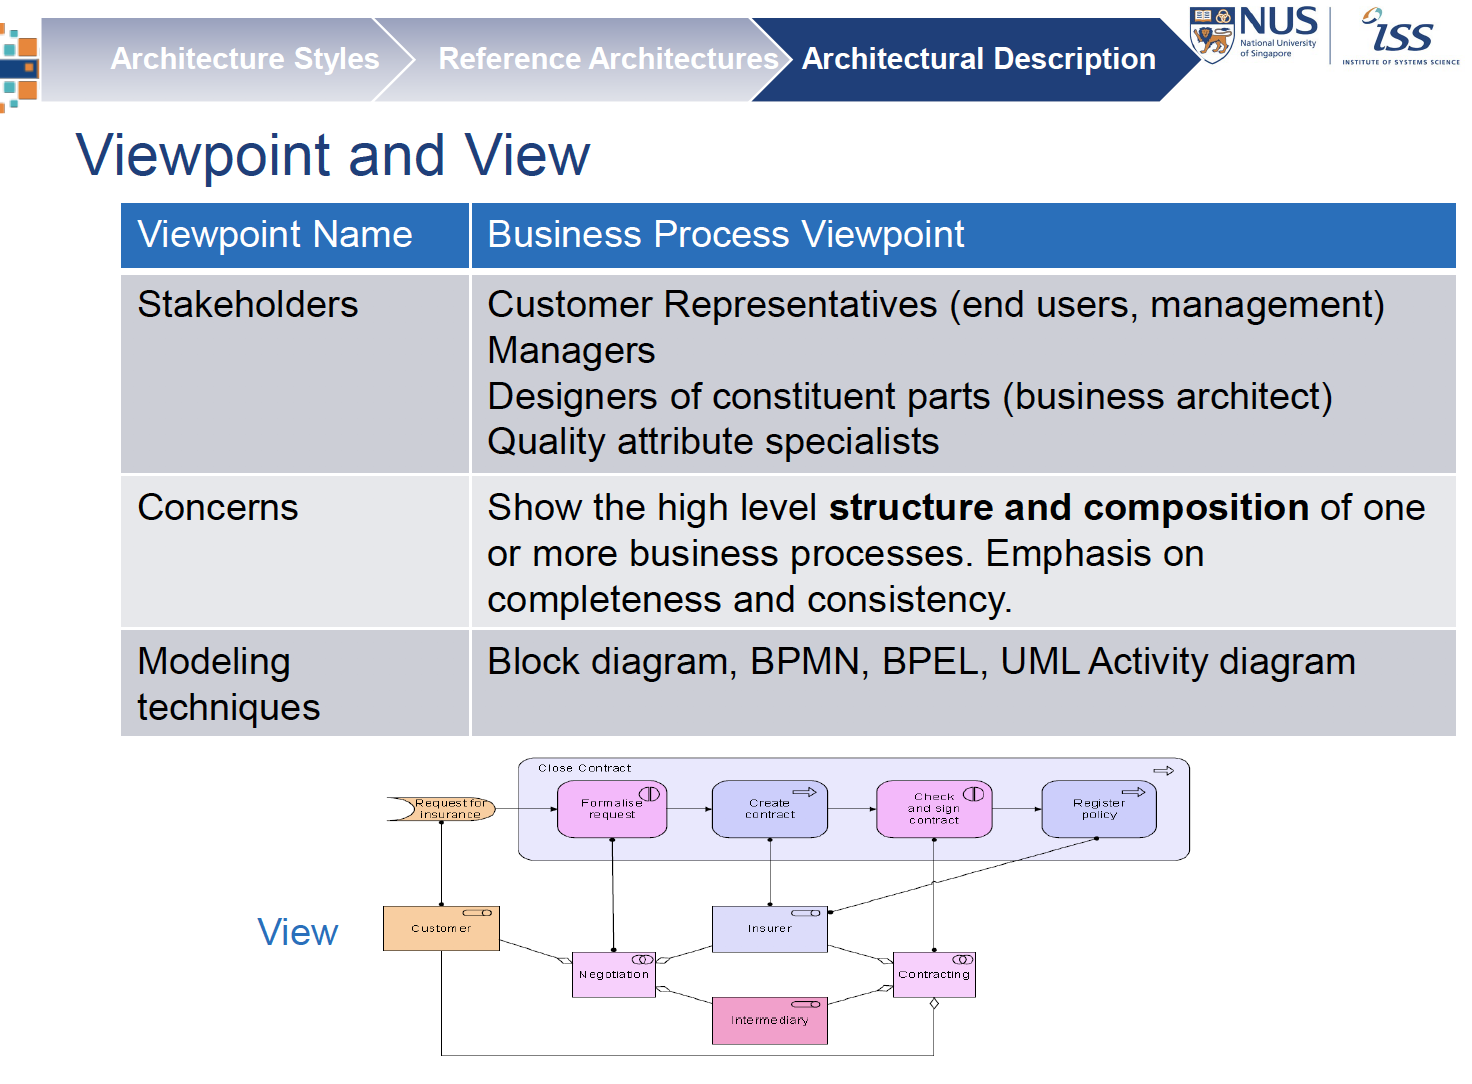 Architecture Styles
Reference Architectures
Architectural Description
NUS
National University
of Singapore
iss
INSTITUTE OF SYSTEMS SCIENCE
Viewpoint and View
Viewpoint Name
Business Process Viewpoint
Stakeholders
Customer Representatives (end users, management)
Managers
Designers of constituent parts (business architect)
Quality attribute specialists
Concerns
Show the high level structure and composition of one
or more business processes. Emphasis on
completeness and consistency.
Modeling
techniques
Block diagram, BPMN, BPEL, UML Activity diagram
Close Contract
Request for
insurance
Formalise
request
Create
contract
Check
and sign
contract
Register
policy
View
Customer
Insurer
Negotiation
Contracting
Intermediary